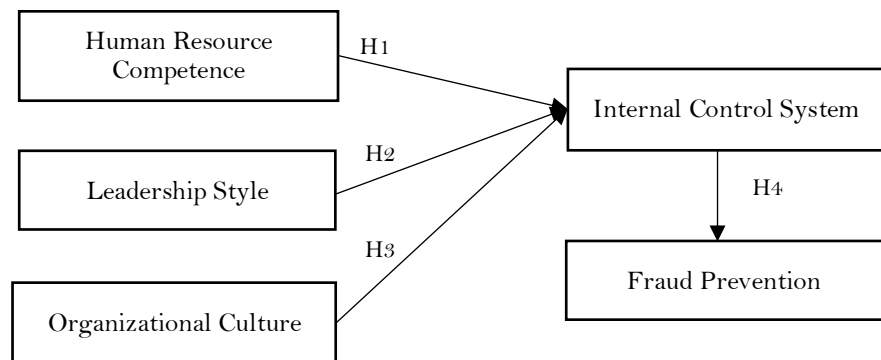 Human Resource
Competence
H1
Internal Control System
H2
Leadership Style
H4
H3
Fraud Prevention
Organizational Culture